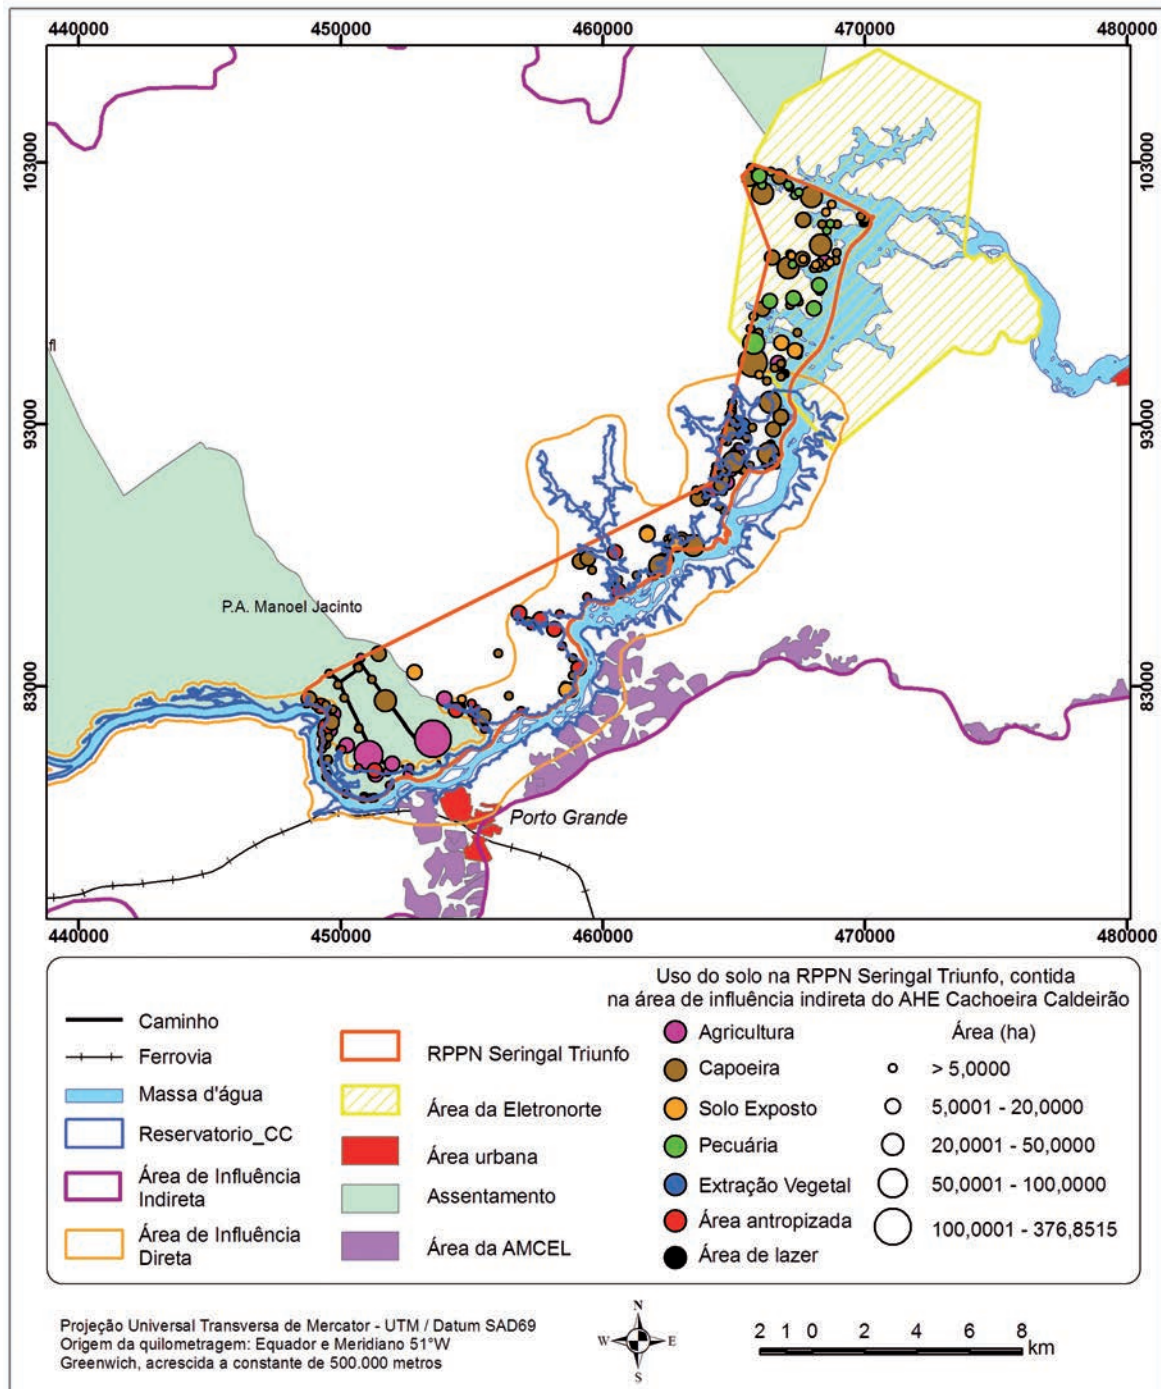 440000
450000
460000
470000
480000
103000
103000
fl
93000
93000
P.A. Manoel Jacinto
83000
83000
Porto Grande
440000
450000
460000
470000
480000
Caminho
Ferrovia
Massa d'água
Reservatorio_CC
Área de Influência
Indireta
Área de Influência
Direta
RPPN Seringal Triunfo
Área da Eletronorte
Área urbana
Assentamento
Área da AMCEL
Uso do solo na RPPN Seringal Triunfo, contida
na área de influência indireta do AHE Cachoeira Caldeirão
Agricultura
Capoeira
Solo Exposto
Pecuária
Extração Vegetal
Área antropizada
Área de lazer
Área (ha)
> 5,0000
5,0001 - 20,0000
20,0001 - 50,0000
50,0001 - 100,0000
100,0001 - 376,8515
Projeção Universal Transversa de Mercator - UTM / Datum SAD69
Origem da quilometragem: Equador e Meridiano 51°W
Greenwich, acrescida a constante de 500.000 metros
N
W
E
S
2 1 0 2 4 6 8
km